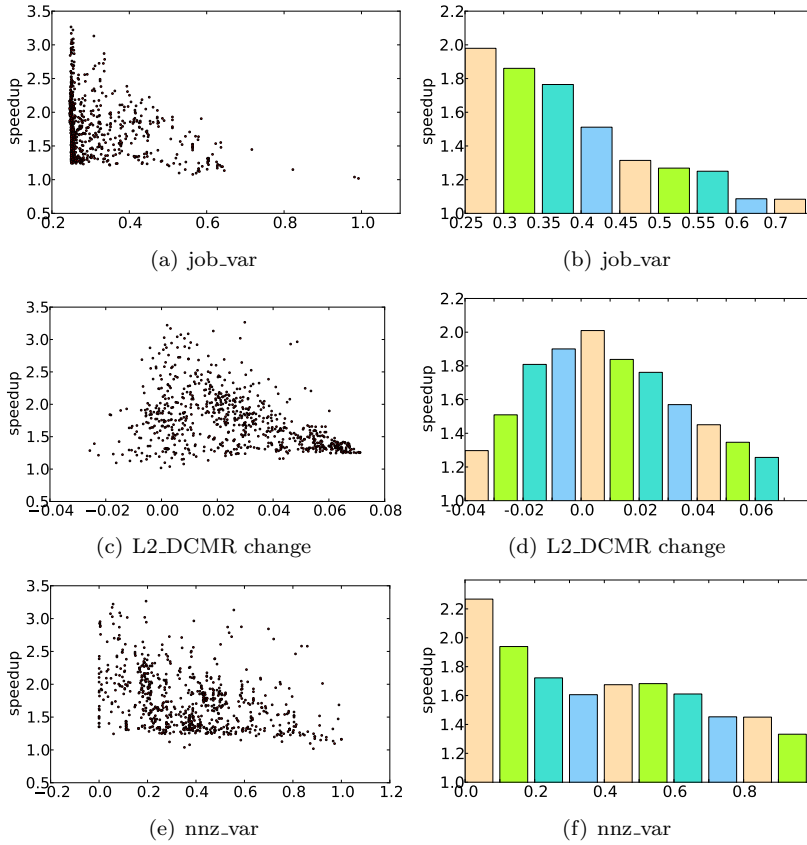 3.5
3.0
2.5
2.0
1.5
1.0
0.5
speedup
0.2 0.4 0.6 0.8 1.0
(a) job_var
2.2
2.0
1.8
1.6
1.4
1.2
1.0
speedup
0.25 0.3 0.35 0.4 0.45 0.5 0.55 0.6 0.7
(b) job_var
3.5
3.0
2.5
2.0
1.5
1.0
0.5
speedup
−0.04 −0.02 0.00 0.02 0.04 0.06 0.08
(c) L2_DCMR change
2.2
2.0
1.8
1.6
1.4
1.2
1.0
speedup
-0.04 -0.02 0.0 0.02 0.04 0.06
(d) L2_DCMR change
3.5
3.0
2.5
2.0
1.5
1.0
0.5
speedup
−0.2 0.0 0.2 0.4 0.6 0.8 1.0 1.2
(e) nnz_var
2.2
2.0
1.8
1.6
1.4
1.2
1.0
speedup
0.0 0.2 0.4 0.6 0.8
(f) nnz_var